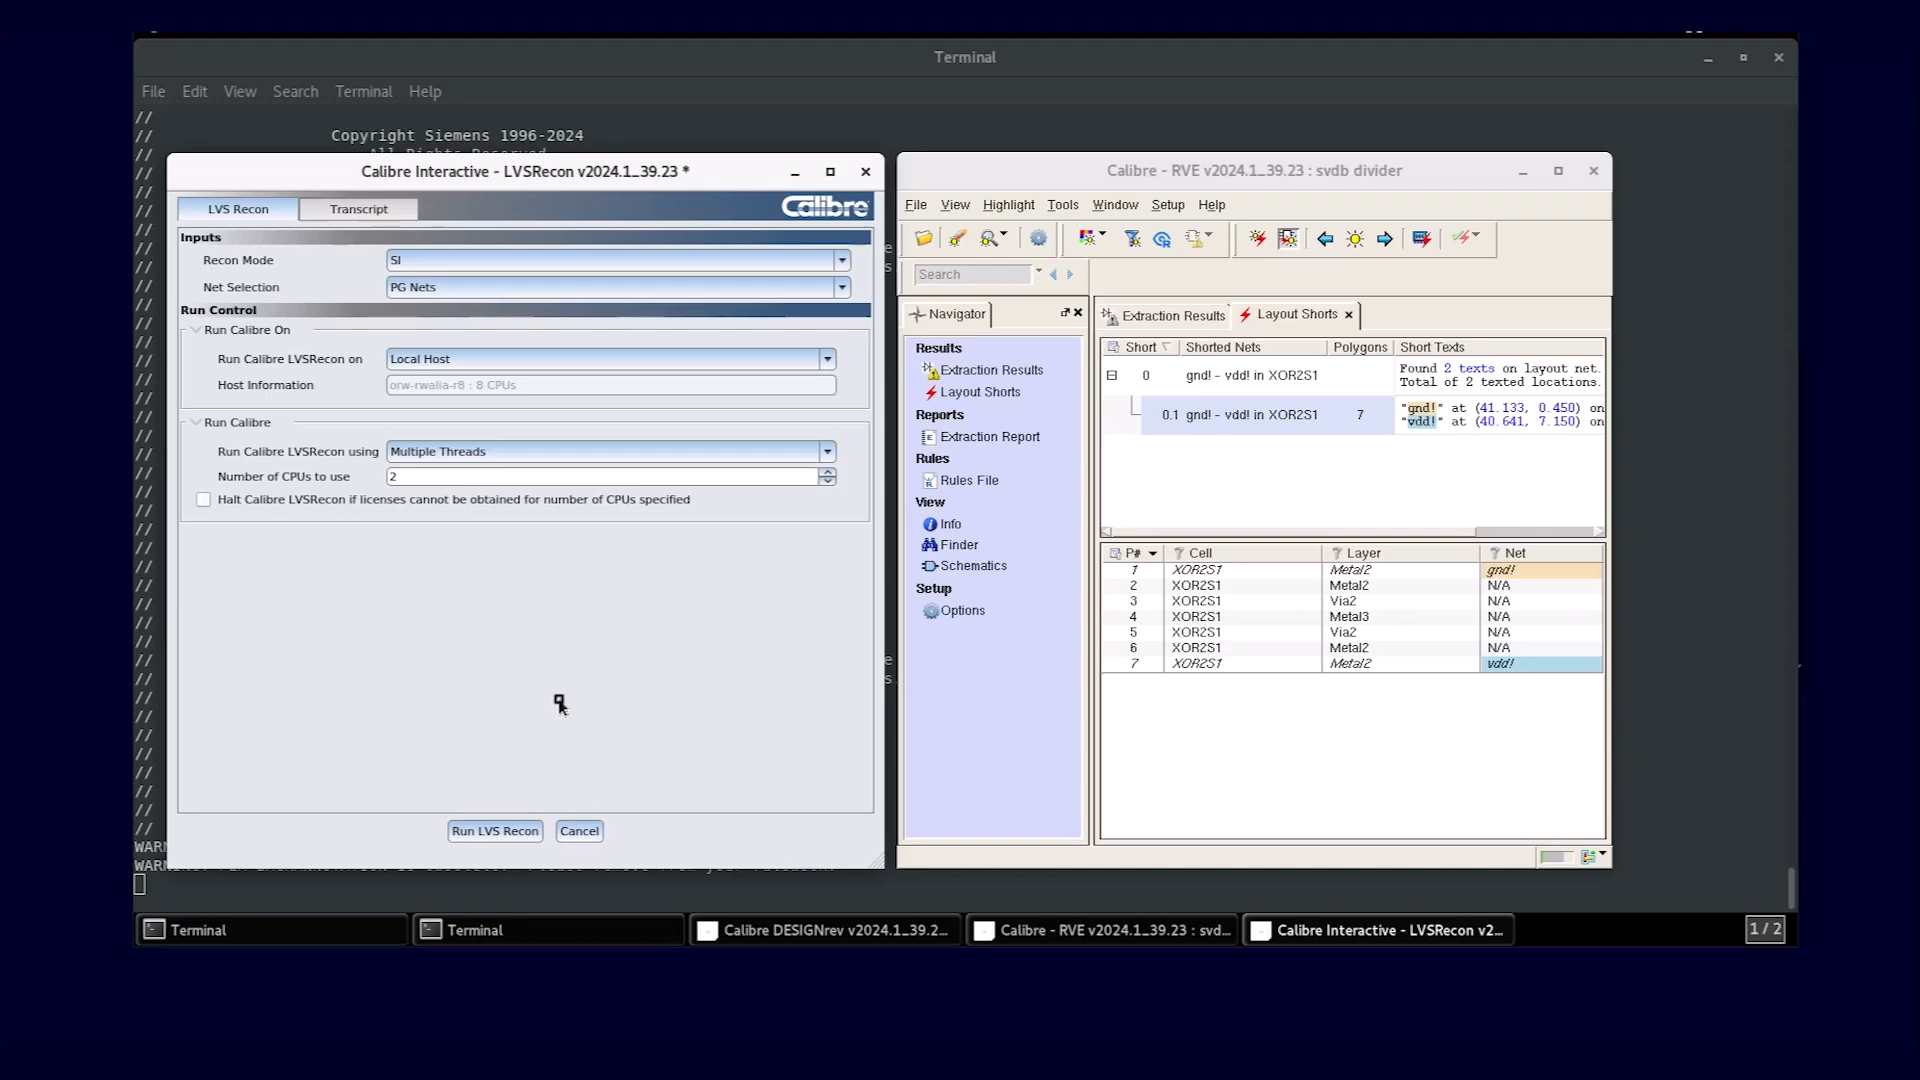 Terminal
File Edit View Search Terminal Help
//
// Copyright Siemens 1996-2024
// All Rights Reserved
Calibre Interactive - LVSRecon v2024.1_39.23 *
LVS Recon Transcript Calibre
Inputs
Recon Mode SI
Net Selection PG Nets
Run Control
Run Calibre On
Run Calibre LVSRecon on Local Host
Host Information orw-rwalia-r8 : 8 CPUs
Run Calibre
Run Calibre LVSRecon using Multiple Threads
Number of CPUs to use 2
Halt Calibre LVSRecon if licenses cannot be obtained for number of CPUs specified
Run LVS Recon Cancel
Calibre - RVE v2024.1_39.23 : svdb divider
File View Highlight Tools Window Setup Help
Search
Navigator
Results
Extraction Results
Layout Shorts
Reports
Extraction Report
Rules
Rules File
View
Info
Finder
Schematics
Setup
Options
Extraction Results Layout Shorts
Short Shorted Nets Polygons Short Texts
0 gnd! - vdd! in XOR2S1 Found 2 texts on layout net.
Total of 2 texted locations.
0.1 gnd! - vdd! in XOR2S1 7 "gnd!" at (41.133, 0.450) on
"vdd!" at (40.641, 7.150) on
P# Cell Layer Net
1 XOR2S1 Metal2 gnd!
2 XOR2S1 Metal2 N/A
3 XOR2S1 Via2 N/A
4 XOR2S1 Metal3 N/A
5 XOR2S1 Via2 N/A
6 XOR2S1 Metal2 N/A
7 XOR2S1 Metal2 vdd!
Terminal Terminal Calibre DESIGNrev v2024.1_39.2... Calibre - RVE v2024.1_39.23 : svd... Calibre Interactive - LVSRecon v2... 1 / 2